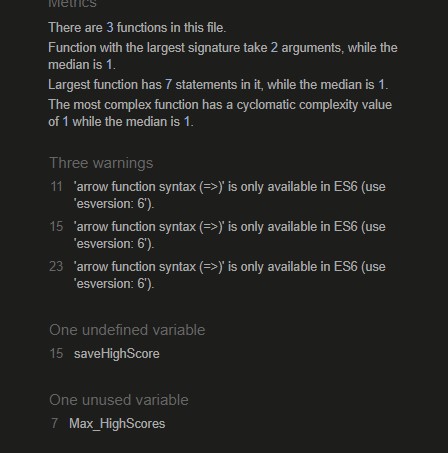 Metrics
There are 3 functions in this file.
Function with the largest signature take 2 arguments, while the
median is 1.
Largest function has 7 statements in it, while the median is 1.
The most complex function has a cyclomatic complexity value
of 1 while the median is 1.
Three warnings
11 'arrow function syntax (=>)' is only available in ES6 (use
'esversion: 6').
15 'arrow function syntax (=>)' is only available in ES6 (use
'esversion: 6').
23 'arrow function syntax (=>)' is only available in ES6 (use
'esversion: 6').
One undefined variable
15 saveHighScore
One unused variable
7 Max_HighScores